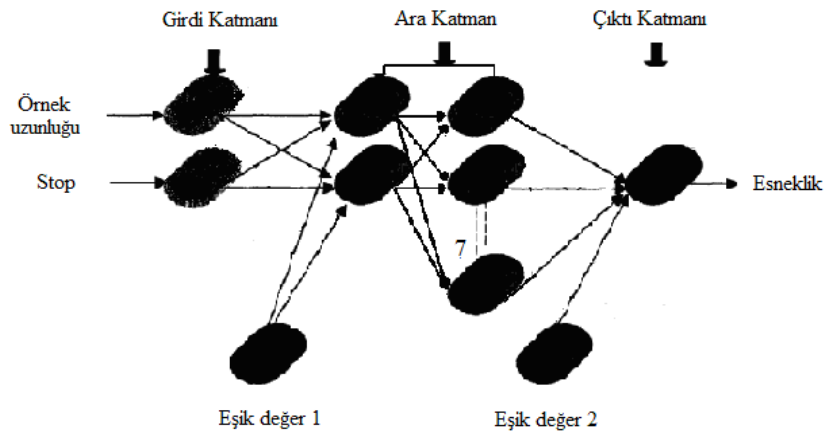 Girdi Katmanı
Ara Katman
Çıktı Katmanı
Örnek
uzunluğu
Stop
Esneklik
7
Eşik değer 1
Eşik değer 2